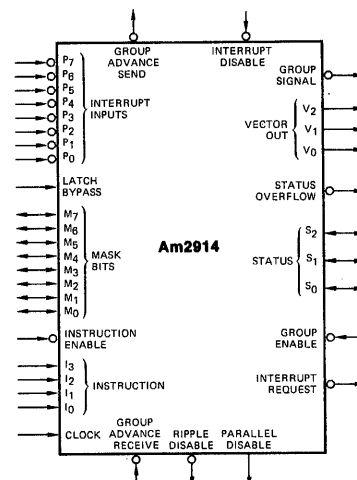 GROUP ADVANCE SEND
INTERRUPT DISABLE
P7
P6
P5
P4
P3
P2
P1
P0
INTERRUPT INPUTS
GROUP SIGNAL
V2
V1
V0
VECTOR OUT
LATCH BYPASS
STATUS OVERFLOW
M7
M6
M5
M4
M3
M2
M1
M0
MASK BITS
Am2914
S2
S1
S0
STATUS
INSTRUCTION ENABLE
GROUP ENABLE
I3
I2
I1
I0
INSTRUCTION
INTERRUPT REQUEST
CLOCK
GROUP ADVANCE RECEIVE
RIPPLE DISABLE
PARALLEL DISABLE